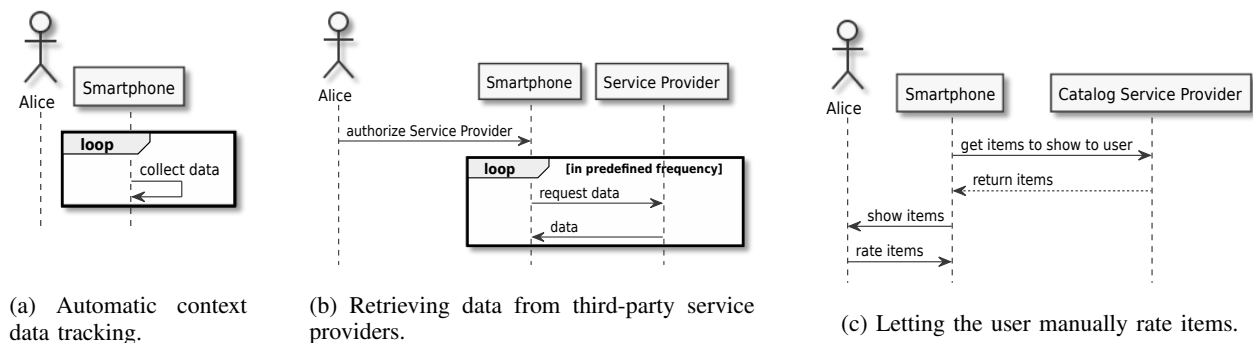 Alice
Smartphone
loop
collect data
(a) Automatic context
data tracking.
Alice
Smartphone
Service Provider
authorize Service Provider
loop
[in predefined frequency]
request data
data
(b) Retrieving data from third-party service
providers.
Alice
Smartphone
Catalog Service Provider
get items to show to user
return items
show items
rate items
(c) Letting the user manually rate items.